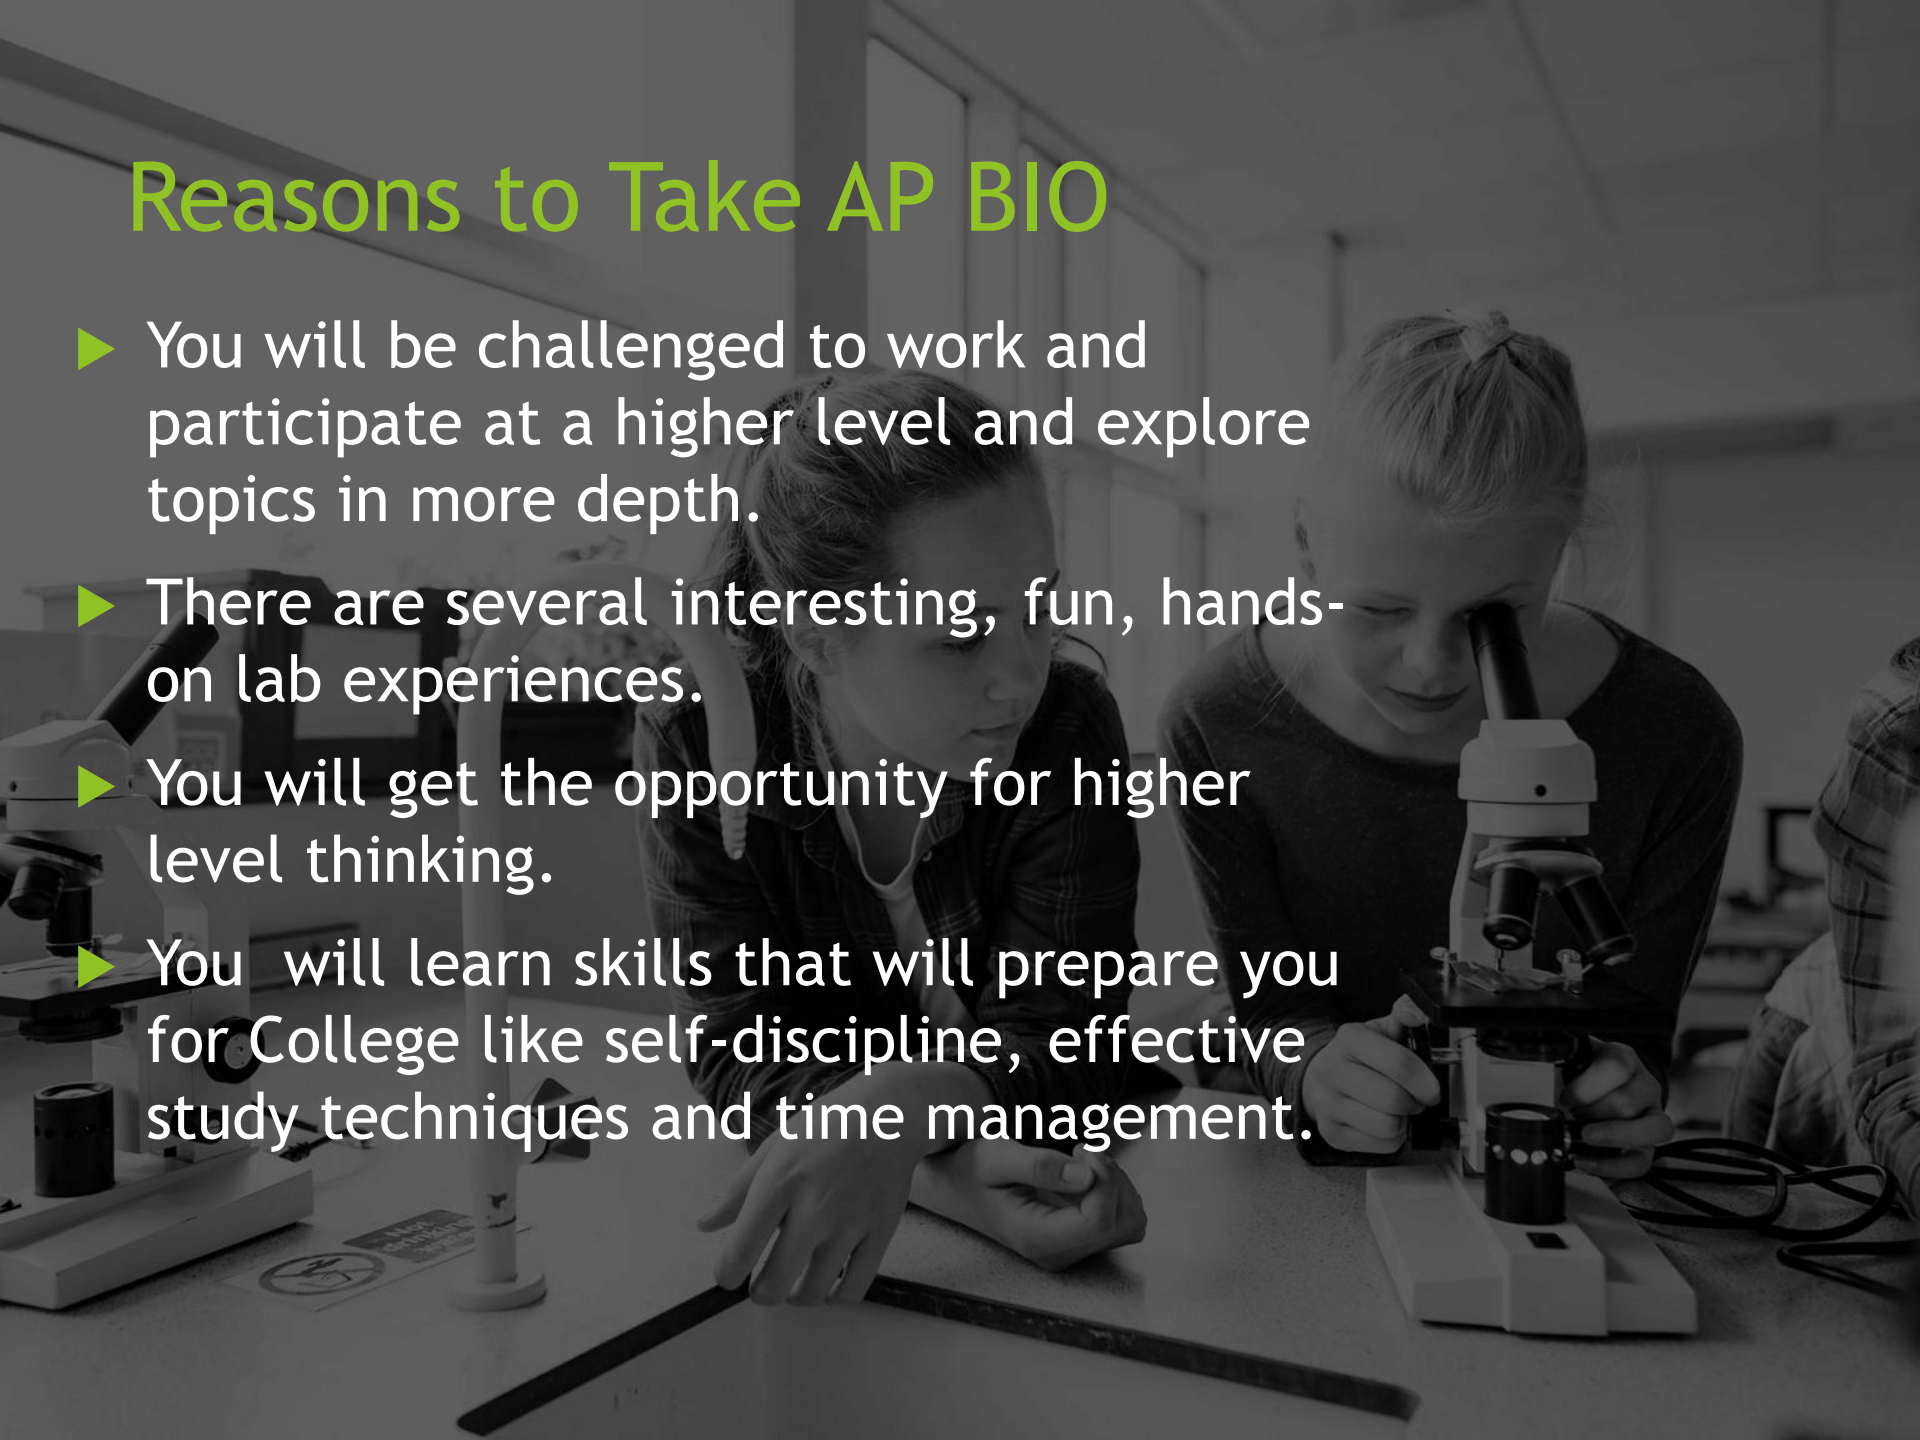 Reasons to Take AP BIO
You will be challenged to work and
participate at a higher level and explore
topics in more depth.
There are several interesting, fun, hands-
on lab experiences.
You will get the opportunity for higher
level thinking.
You  will learn skills that will prepare you
for College like self-discipline, effective
study techniques and time management.
Not
drinking
water